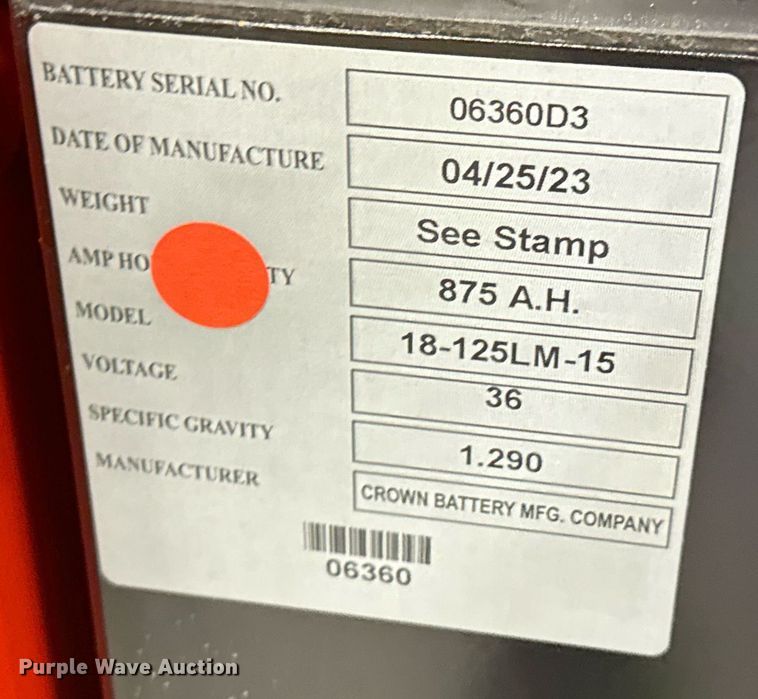 BATTERY SERIAL NO. 06360D3
DATE OF MANUFACTURE 04/25/23
WEIGHT See Stamp
AMP HO TY 875 A.H.
MODEL 18-125LM-15
VOLTAGE 36
SPECIFIC GRAVITY 1.290
MANUFACTURER CROWN BATTERY MFG. COMPANY
06360
Purple Wave Auction